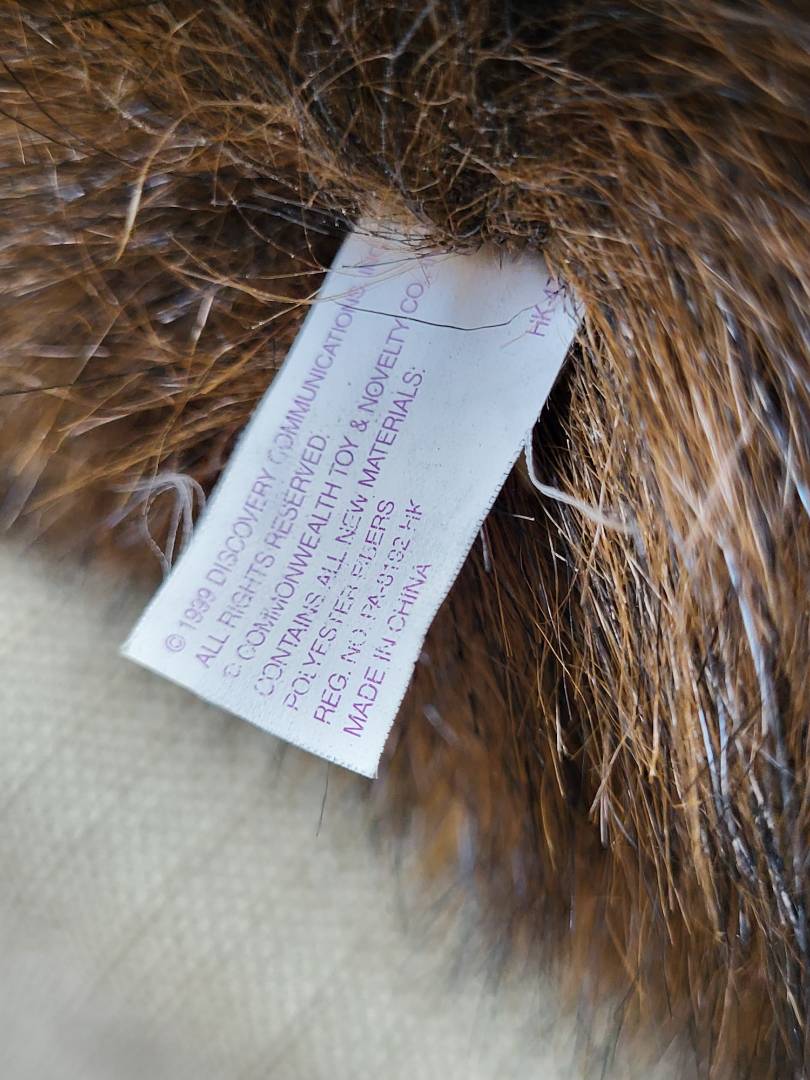 © 1999 DISCOVERY COMMUNICATIONS, INC.
ALL RIGHTS RESERVED.
© COMMONWEALTH TOY & NOVELTY CO.
CONTAINS ALL NEW MATERIALS:
POLYESTER FIBERS
REG. NO. PA-8192 HK
MADE IN CHINA